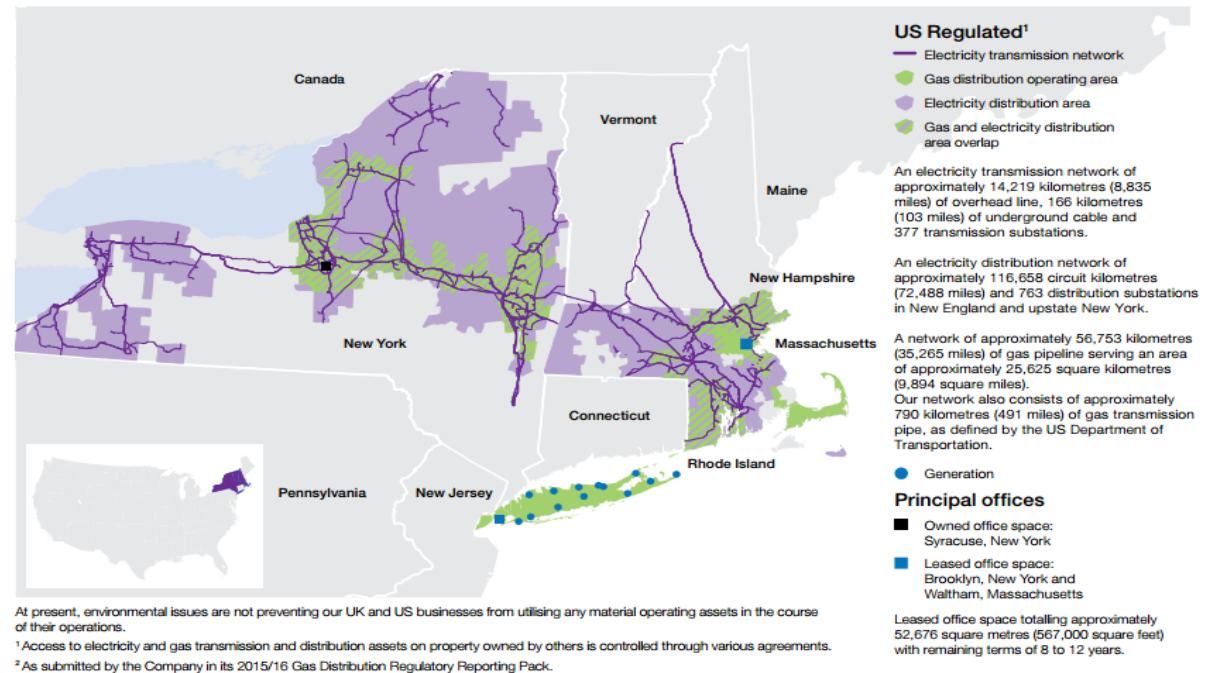 Canada
Vermont
Maine
New Hampshire
Massachusetts
New York
Connecticut
Rhode Island
Pennsylvania
New Jersey
US Regulated¹
Electricity transmission network
Gas distribution operating area
Electricity distribution area
Gas and electricity distribution
area overlap
An electricity transmission network of
approximately 14,219 kilometres (8,835
miles) of overhead line, 166 kilometres
(103 miles) of underground cable and
377 transmission substations.
An electricity distribution network of
approximately 116,658 circuit kilometres
(72,488 miles) and 763 distribution substations
in New England and upstate New York.
A network of approximately 56,753 kilometres
(35,265 miles) of gas pipeline serving an area
of approximately 25,625 square kilometres
(9,894 square miles).
Our network also consists of approximately
790 kilometres (491 miles) of gas transmission
pipe, as defined by the US Department of
Transportation.
Generation
Principal offices
Owned office space:
Syracuse, New York
Leased office space:
Brooklyn, New York and
Waltham, Massachusetts
Leased office space totalling approximately
52,676 square metres (567,000 square feet)
with remaining terms of 8 to 12 years.
At present, environmental issues are not preventing our UK and US businesses from utilising any material operating assets in the course
of their operations.
¹ Access to electricity and gas transmission and distribution assets on property owned by others is controlled through various agreements.
² As submitted by the Company in its 2015/16 Gas Distribution Regulatory Reporting Pack.